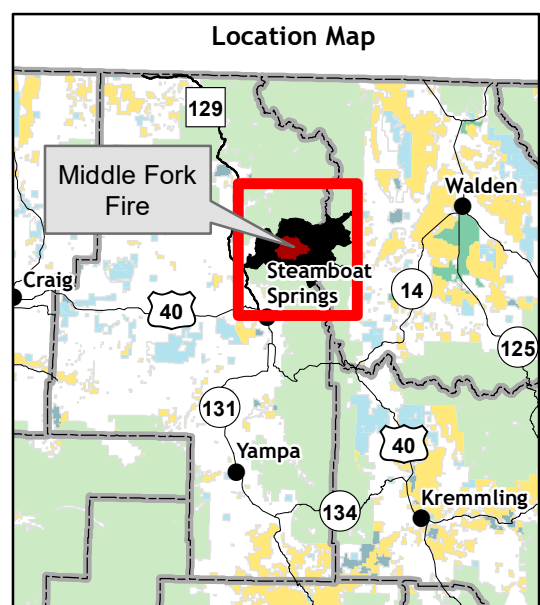 Location Map
129
Middle Fork
Fire
Walden
Steamboat
Springs
Craig
40
14
125
131
40
Yampa
Kremmling
134